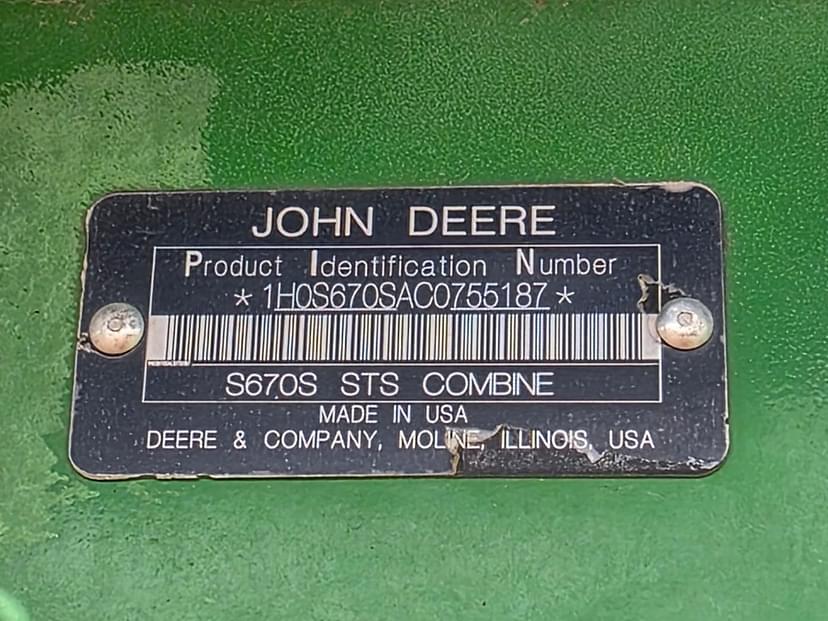 JOHN DEERE
Product Identification Number
*1H0S670SAC0755187*
S670S STS COMBINE
MADE IN USA
DEERE & COMPANY, MOLINE, ILLINOIS, USA